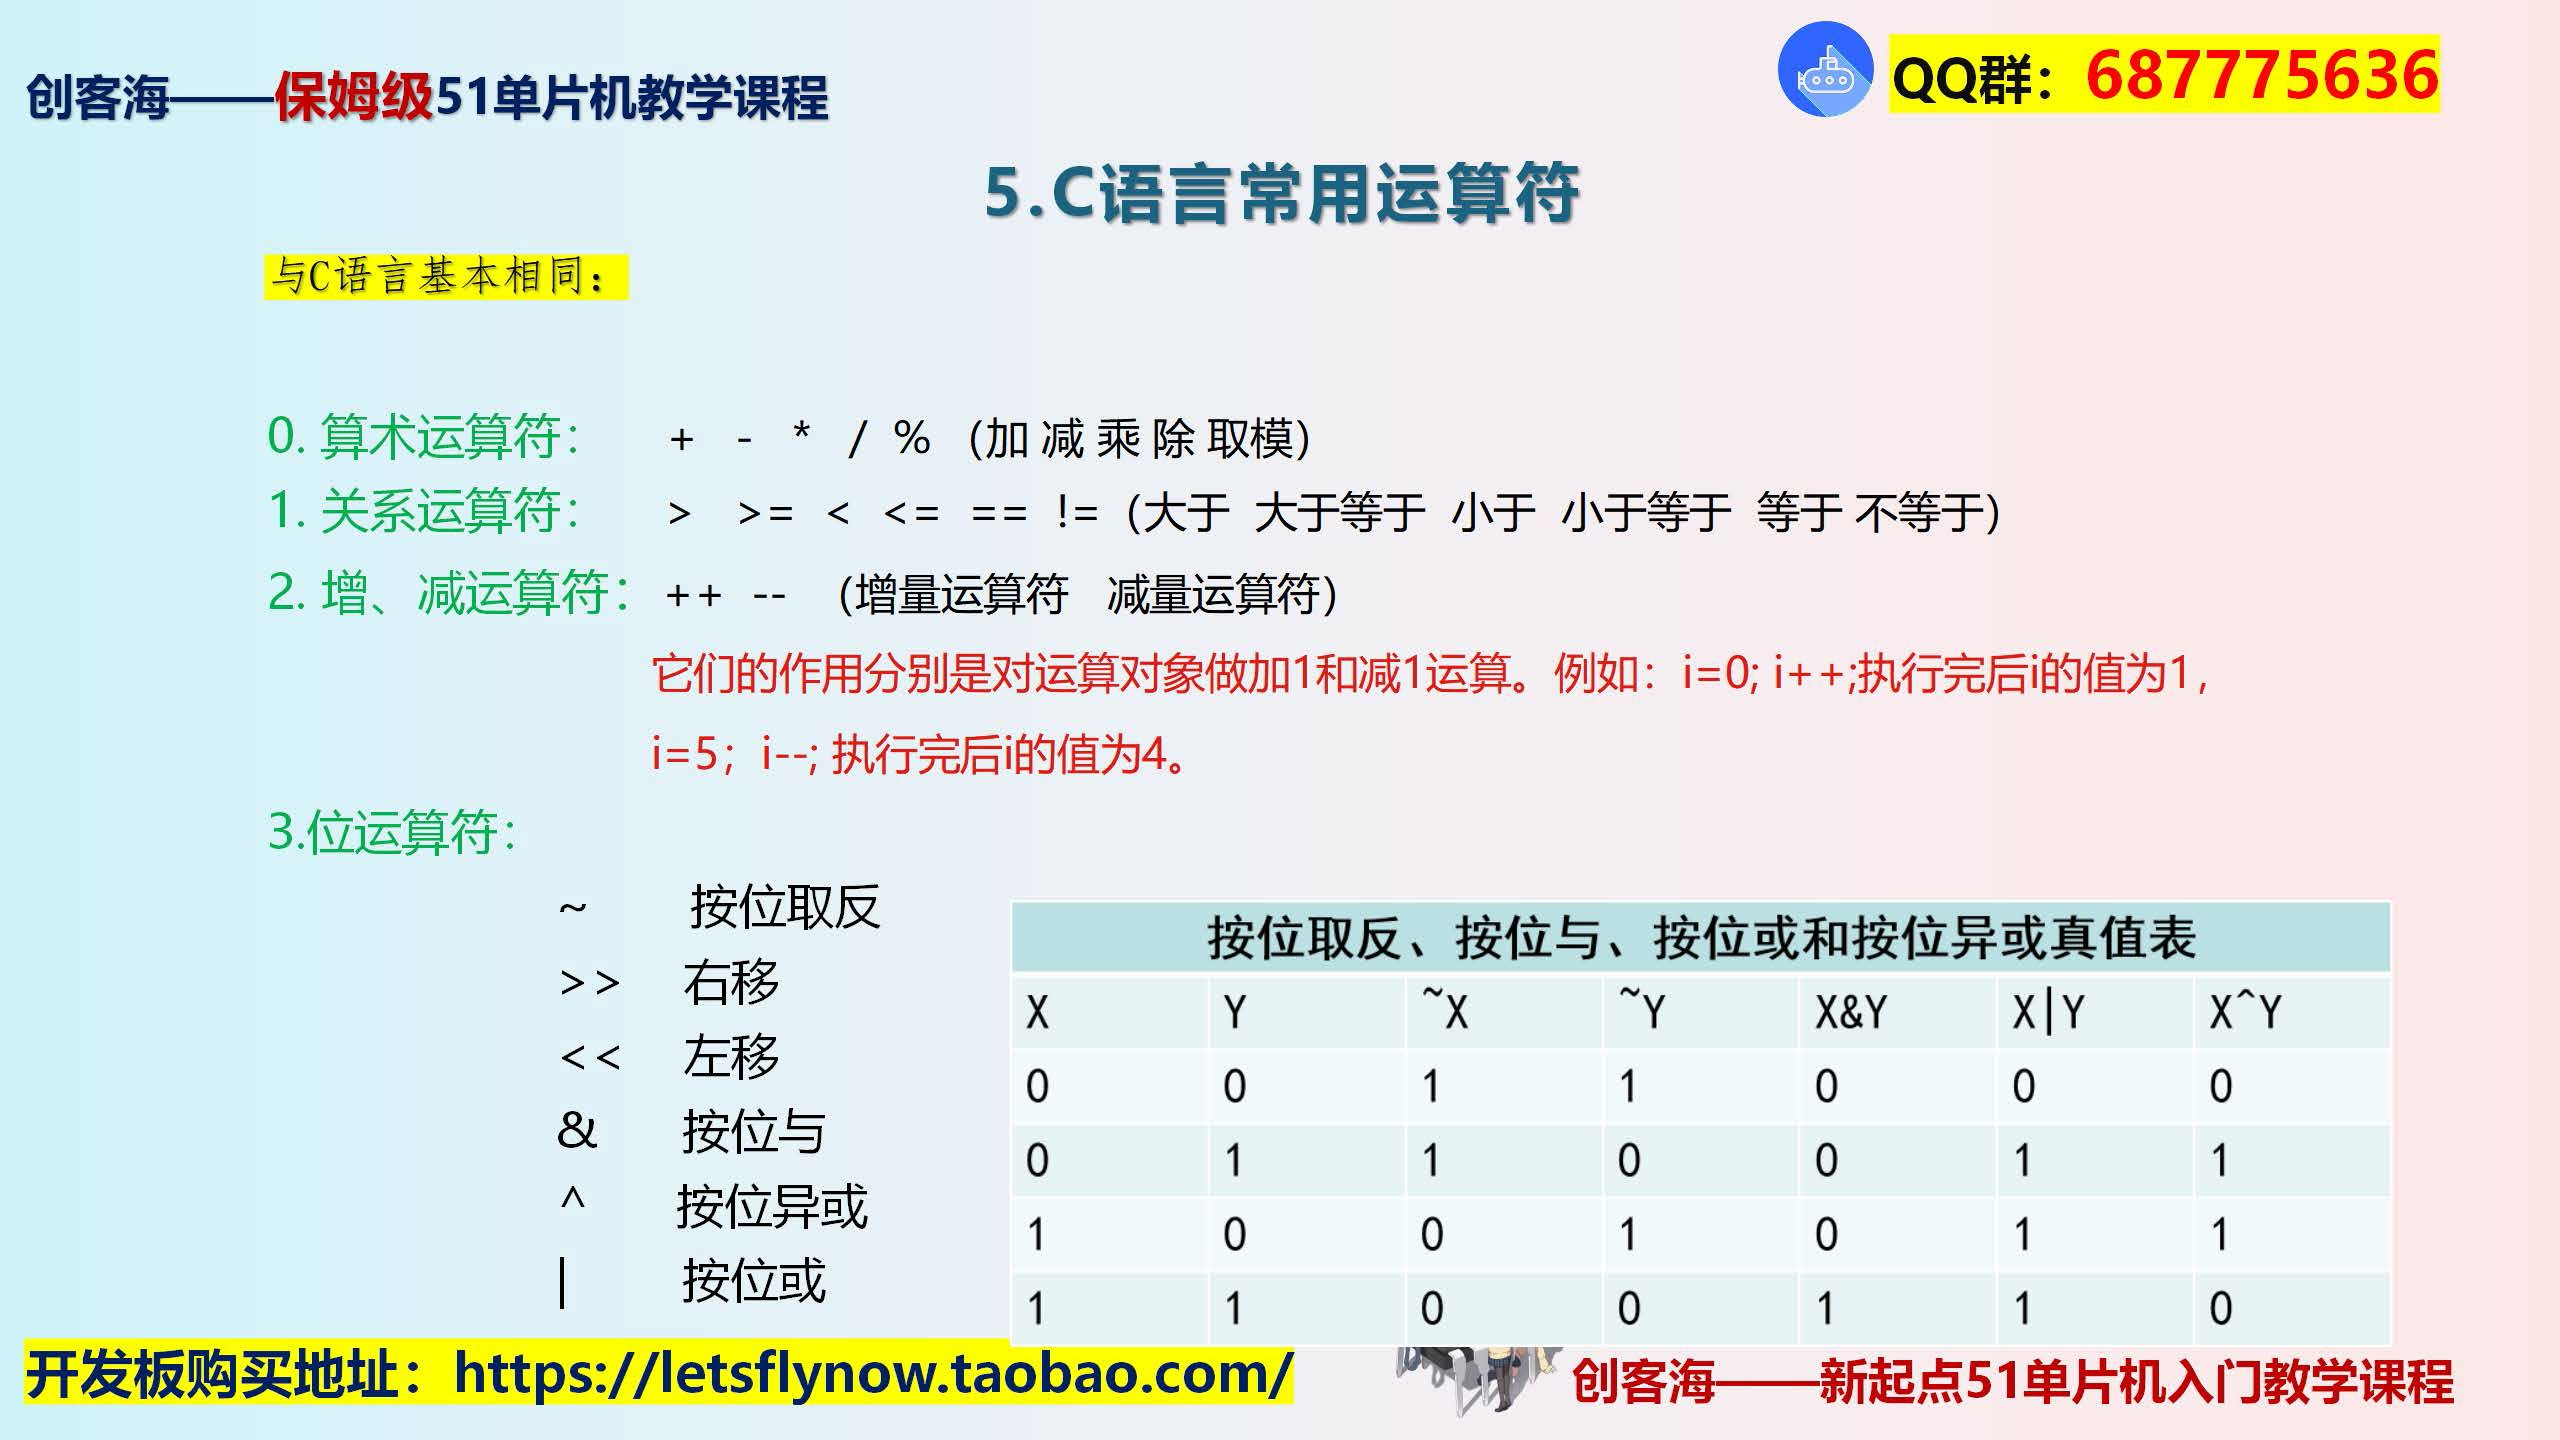 创客海——保姆级51单片机教学课程
QQ群：687775636
5.C语言常用运算符
与C语言基本相同：
0. 算术运算符： + - * / % (加 减 乘 除 取模)
1. 关系运算符： > >= < <= == != (大于 大于等于 小于 小于等于 等于 不等于)
2. 增、减运算符： ++ -- (增量运算符 减量运算符)
它们的作用分别是对运算对象做加1和减1运算。例如：i=0; i++;执行完后i的值为1，
i=5；i--; 执行完后i的值为4。
3.位运算符：
~ 按位取反
>> 右移
<< 左移
& 按位与
^ 按位异或
| 按位或
按位取反、按位与、按位或和按位异或真值表
X Y ~X ~Y X&Y X|Y X^Y
0 0 1 1 0 0 0
0 1 1 0 0 1 1
1 0 0 1 0 1 1
1 1 0 0 1 1 0
开发板购买地址：https://letsflynow.taobao.com/
创客海——新起点51单片机入门教学课程